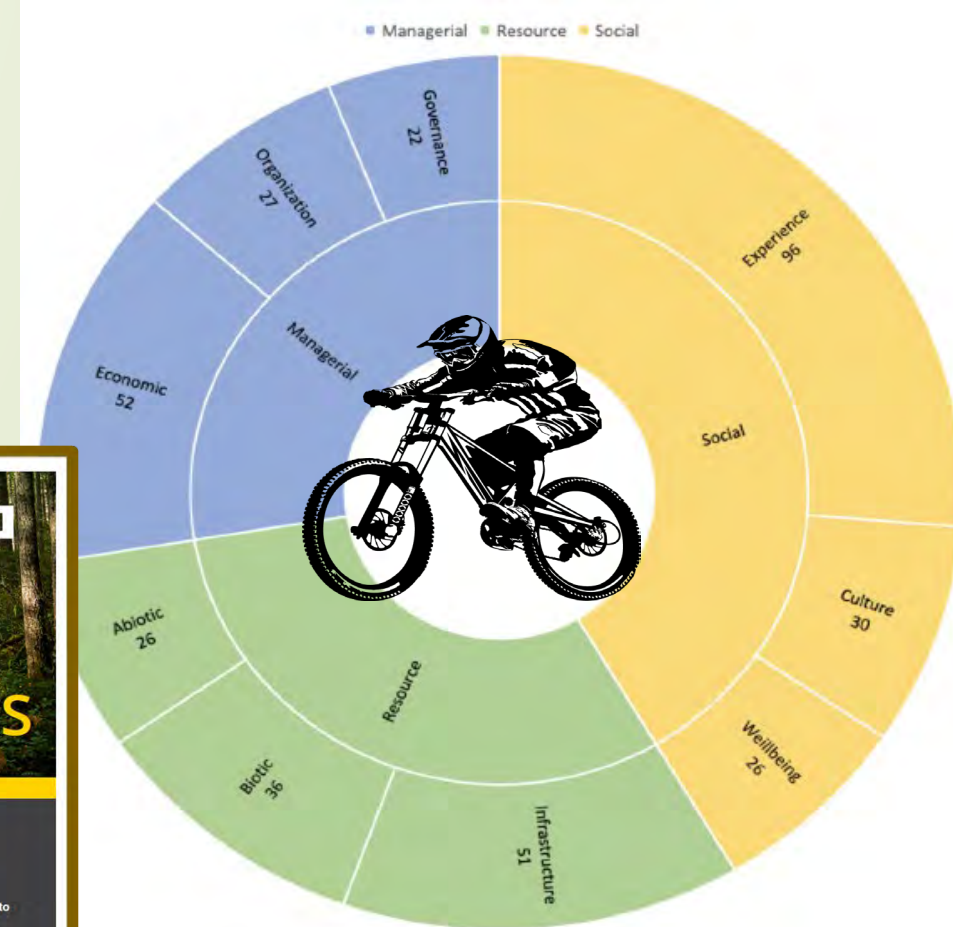 Managerial Resource Social
Governance
22
Organization
27
Economic
52
Managerial
Experience
96
Social
Culture
30
Weillbeing
26
Resource
Abiotic
26
Biotic
36
Infrastructure
51
S
to